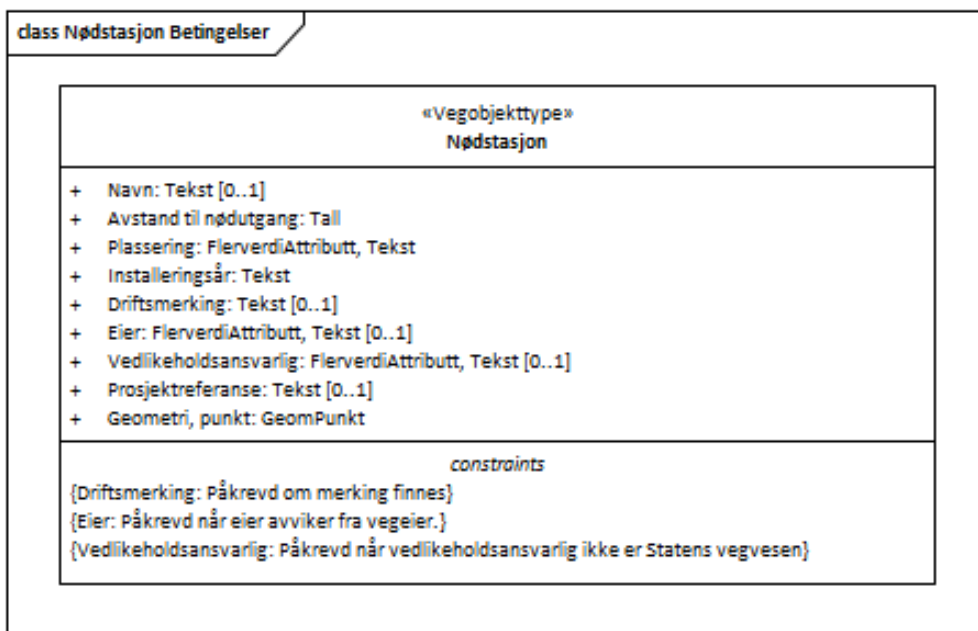 class Nødstasjon Betingelser
«Vegobjekttype»
Nødstasjon
+ Navn: Tekst [0..1]
+ Avstand til nødutgang: Tall
+ Plassering: FlerverdiAttributt, Tekst
+ Installeringsår: Tekst
+ Driftsmerking: Tekst [0..1]
+ Eier: FlerverdiAttributt, Tekst [0..1]
+ Vedlikeholdsansvarlig: FlerverdiAttributt, Tekst [0..1]
+ Prosjektreferanse: Tekst [0..1]
+ Geometri, punkt: GeomPunkt
constraints
{Driftsmerking: Påkrevd om merking finnes}
{Eier: Påkrevd når eier avviker fra vegeier.}
{Vedlikeholdsansvarlig: Påkrevd når vedlikeholdsansvarlig ikke er Statens vegvesen}